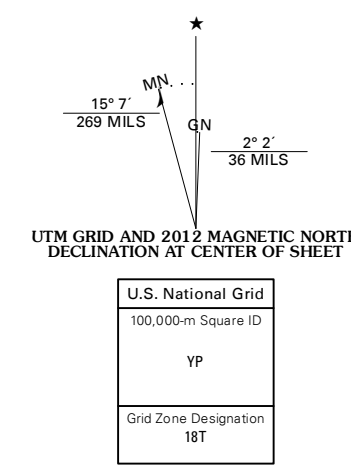 ★
MN
15° 7´
269 MILS
GN
2° 2´
36 MILS
UTM GRID AND 2012 MAGNETIC NORTH
DECLINATION AT CENTER OF SHEET
U.S. National Grid
100,000-m Square ID
YP
Grid Zone Designation
18T